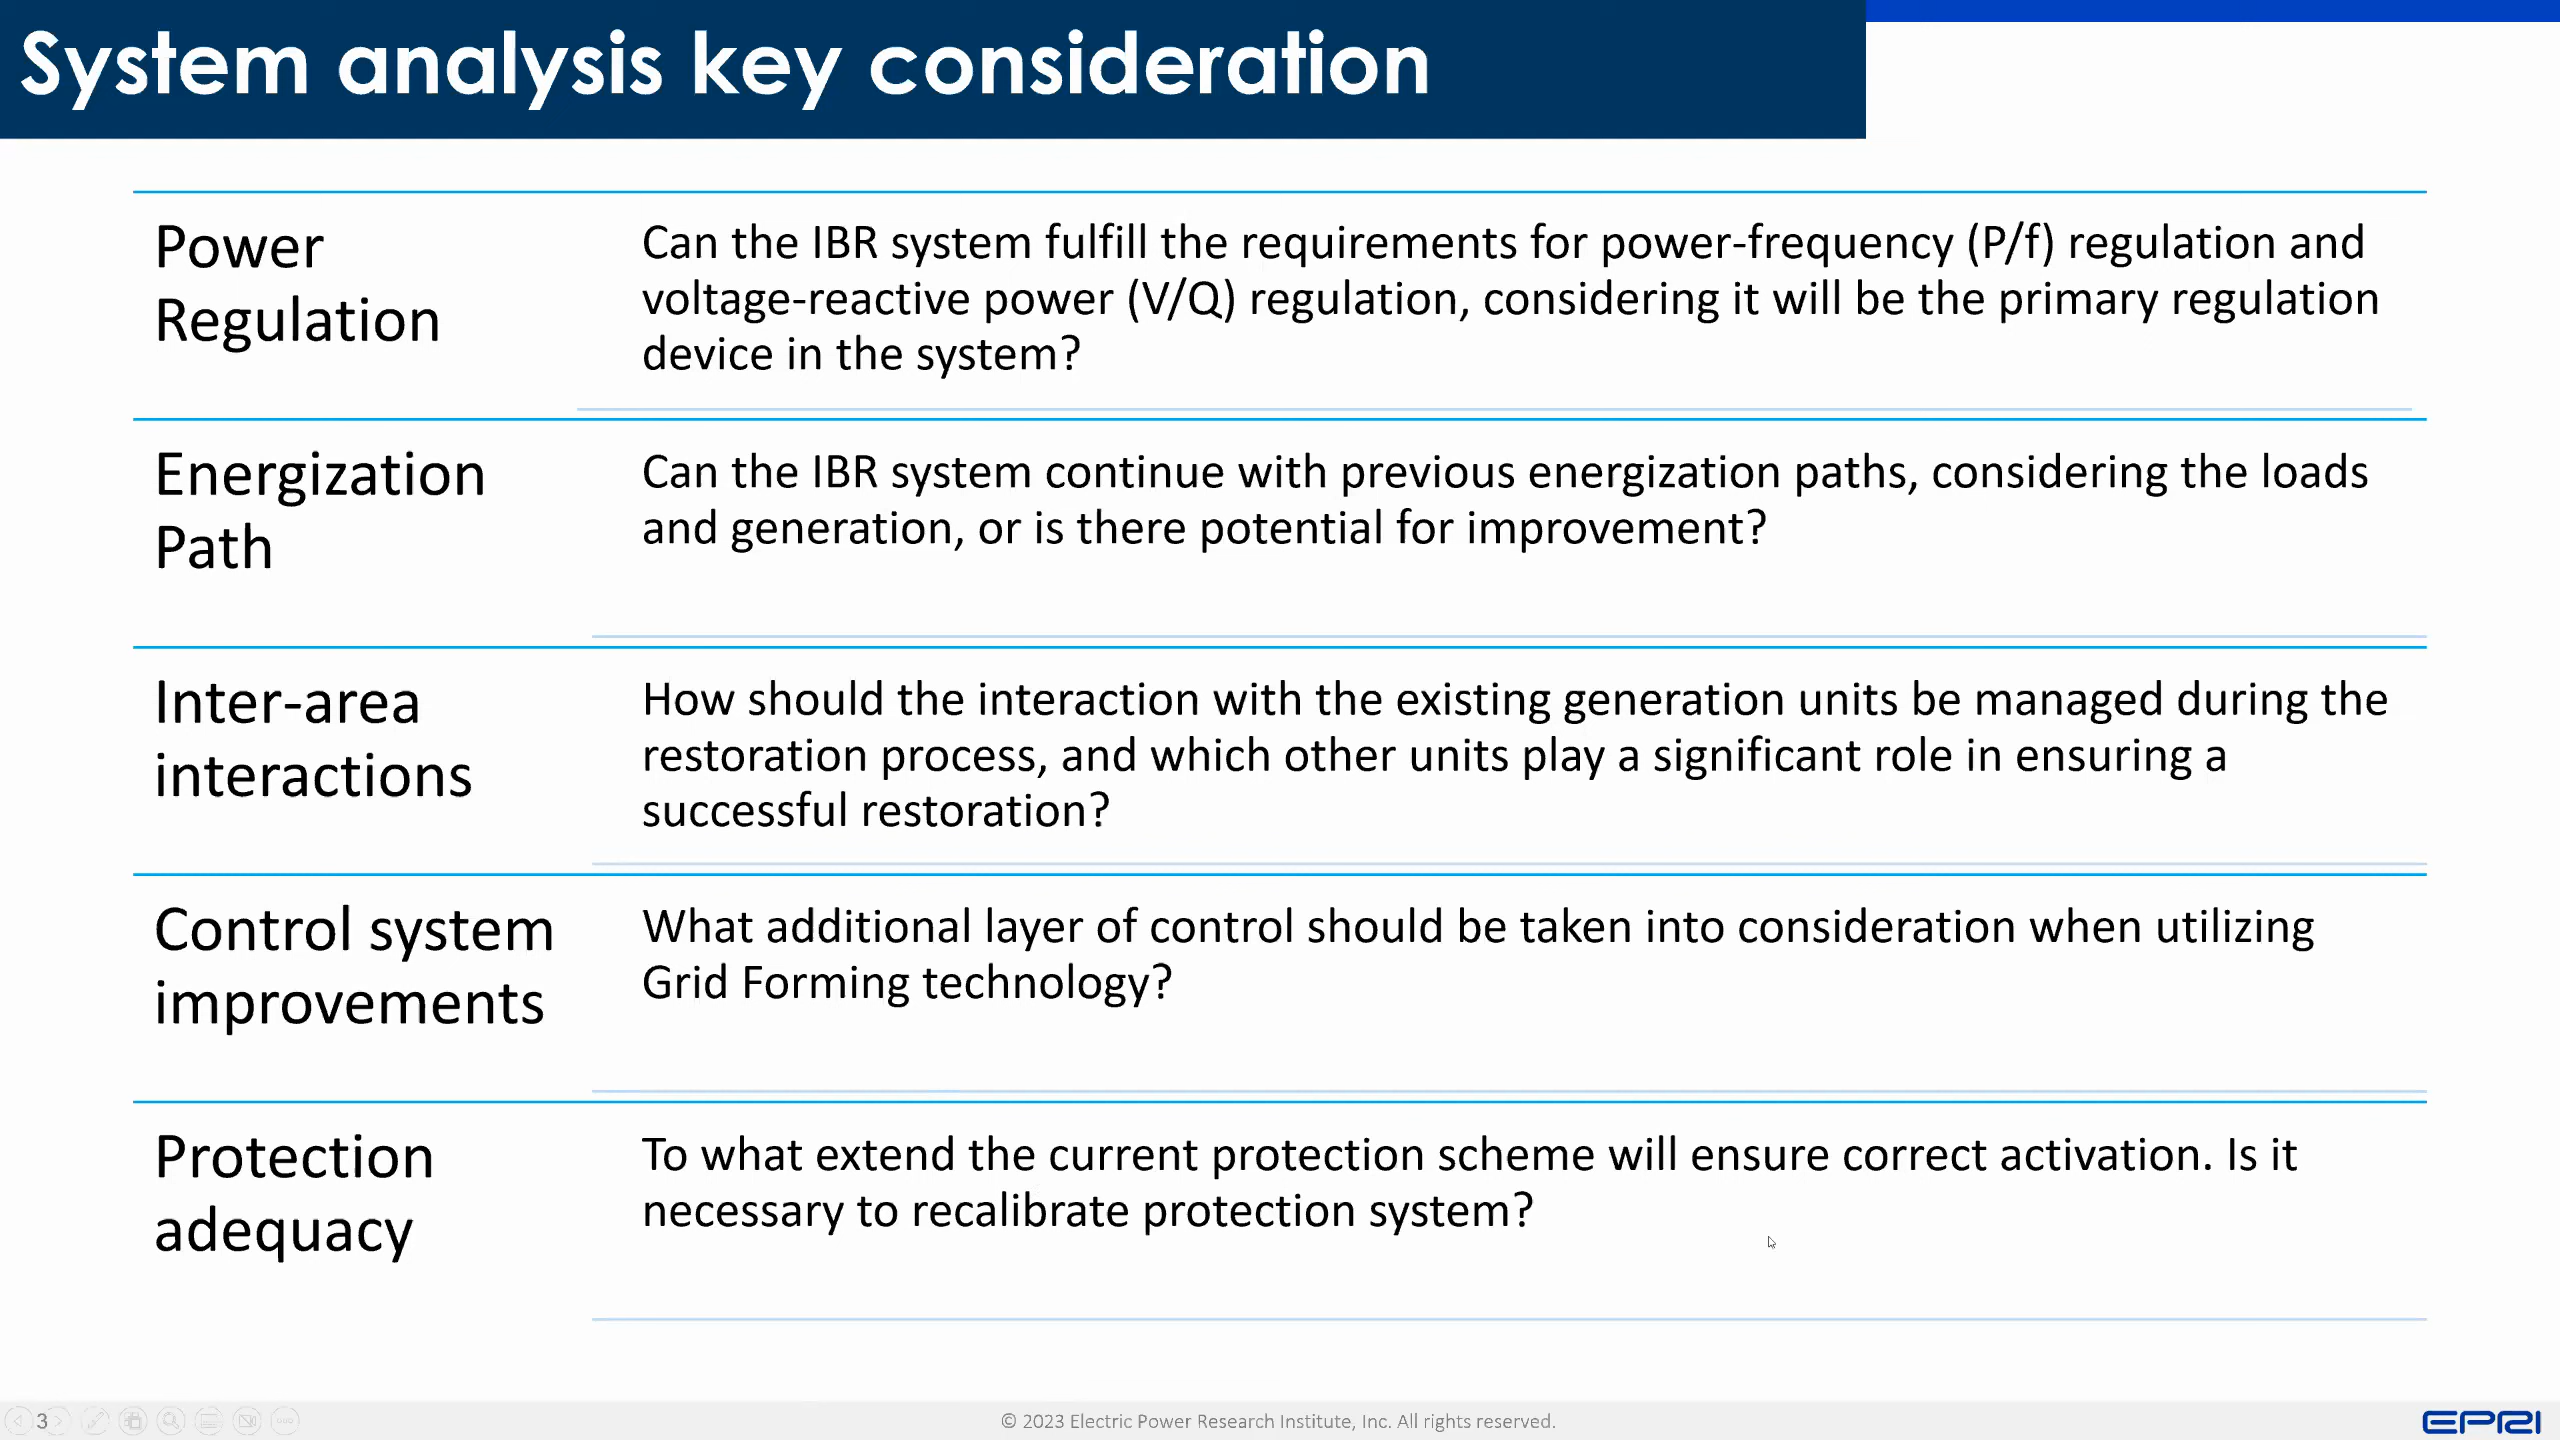 System analysis key consideration
Power
Regulation
Can the IBR system fulfill the requirements for power-frequency (P/f) regulation and
voltage-reactive power (V/Q) regulation, considering it will be the primary regulation
device in the system?
Energization
Path
Can the IBR system continue with previous energization paths, considering the loads
and generation, or is there potential for improvement?
Inter-area
interactions
How should the interaction with the existing generation units be managed during the
restoration process, and which other units play a significant role in ensuring a
successful restoration?
Control system
improvements
What additional layer of control should be taken into consideration when utilizing
Grid Forming technology?
Protection
adequacy
To what extend the current protection scheme will ensure correct activation. Is it
necessary to recalibrate protection system?
3
© 2023 Electric Power Research Institute, Inc. All rights reserved.
EPRI